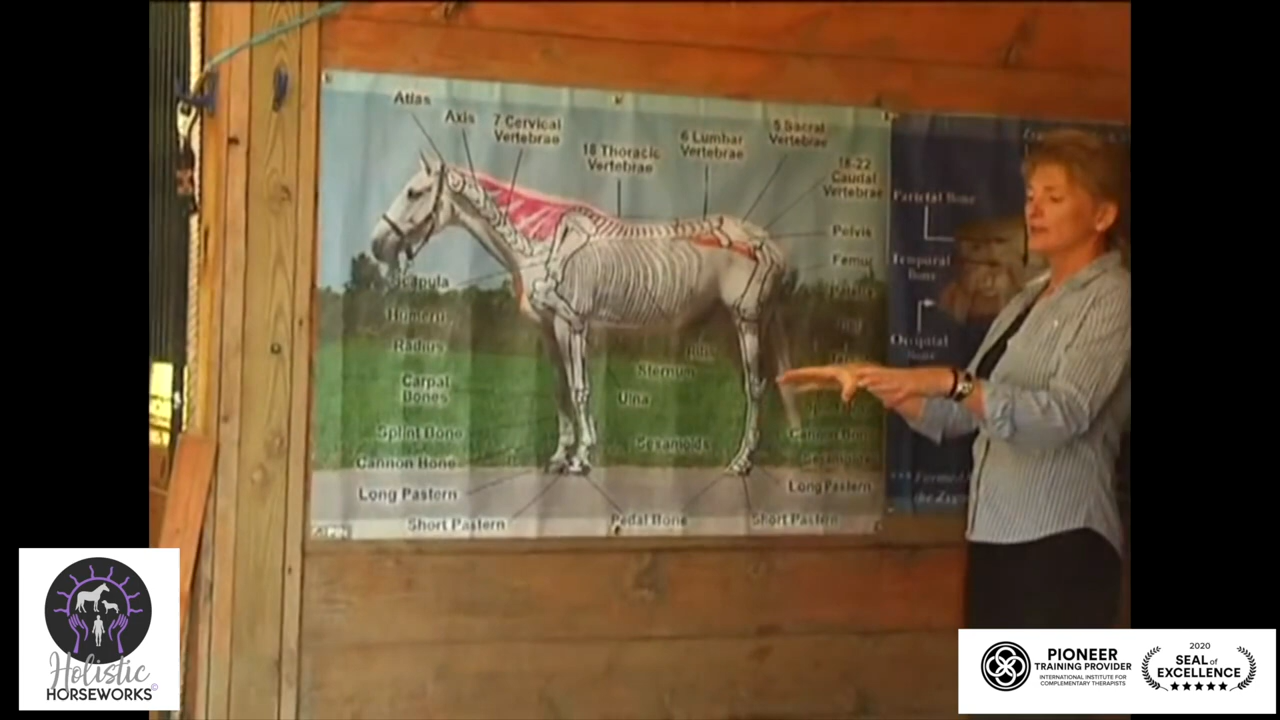 Atlas
Axis
7 Cervical
Vertebrae
18 Thoracic
Vertebrae
6 Lumbar
Vertebrae
5 Sacral
Vertebrae
18-22
Caudal
Vertebrae
Pelvis
Femur
Scapula
Humerus
Radius
Carpal
Bones
Splint Bone
Cannon Bone
Long Pastern
Short Pastern
Sternum
Ulna
Sesamoids
Pedal Bone
Cannon Bone
Long Pastern
Short Pastern
Parietal Bone
Temporal
Bone
Occipital
Holistic
HORSEWORKS©
PIONEER
TRAINING PROVIDER
INTERNATIONAL INSTITUTE FOR
COMPLEMENTARY THERAPISTS
2020
SEAL of
EXCELLENCE